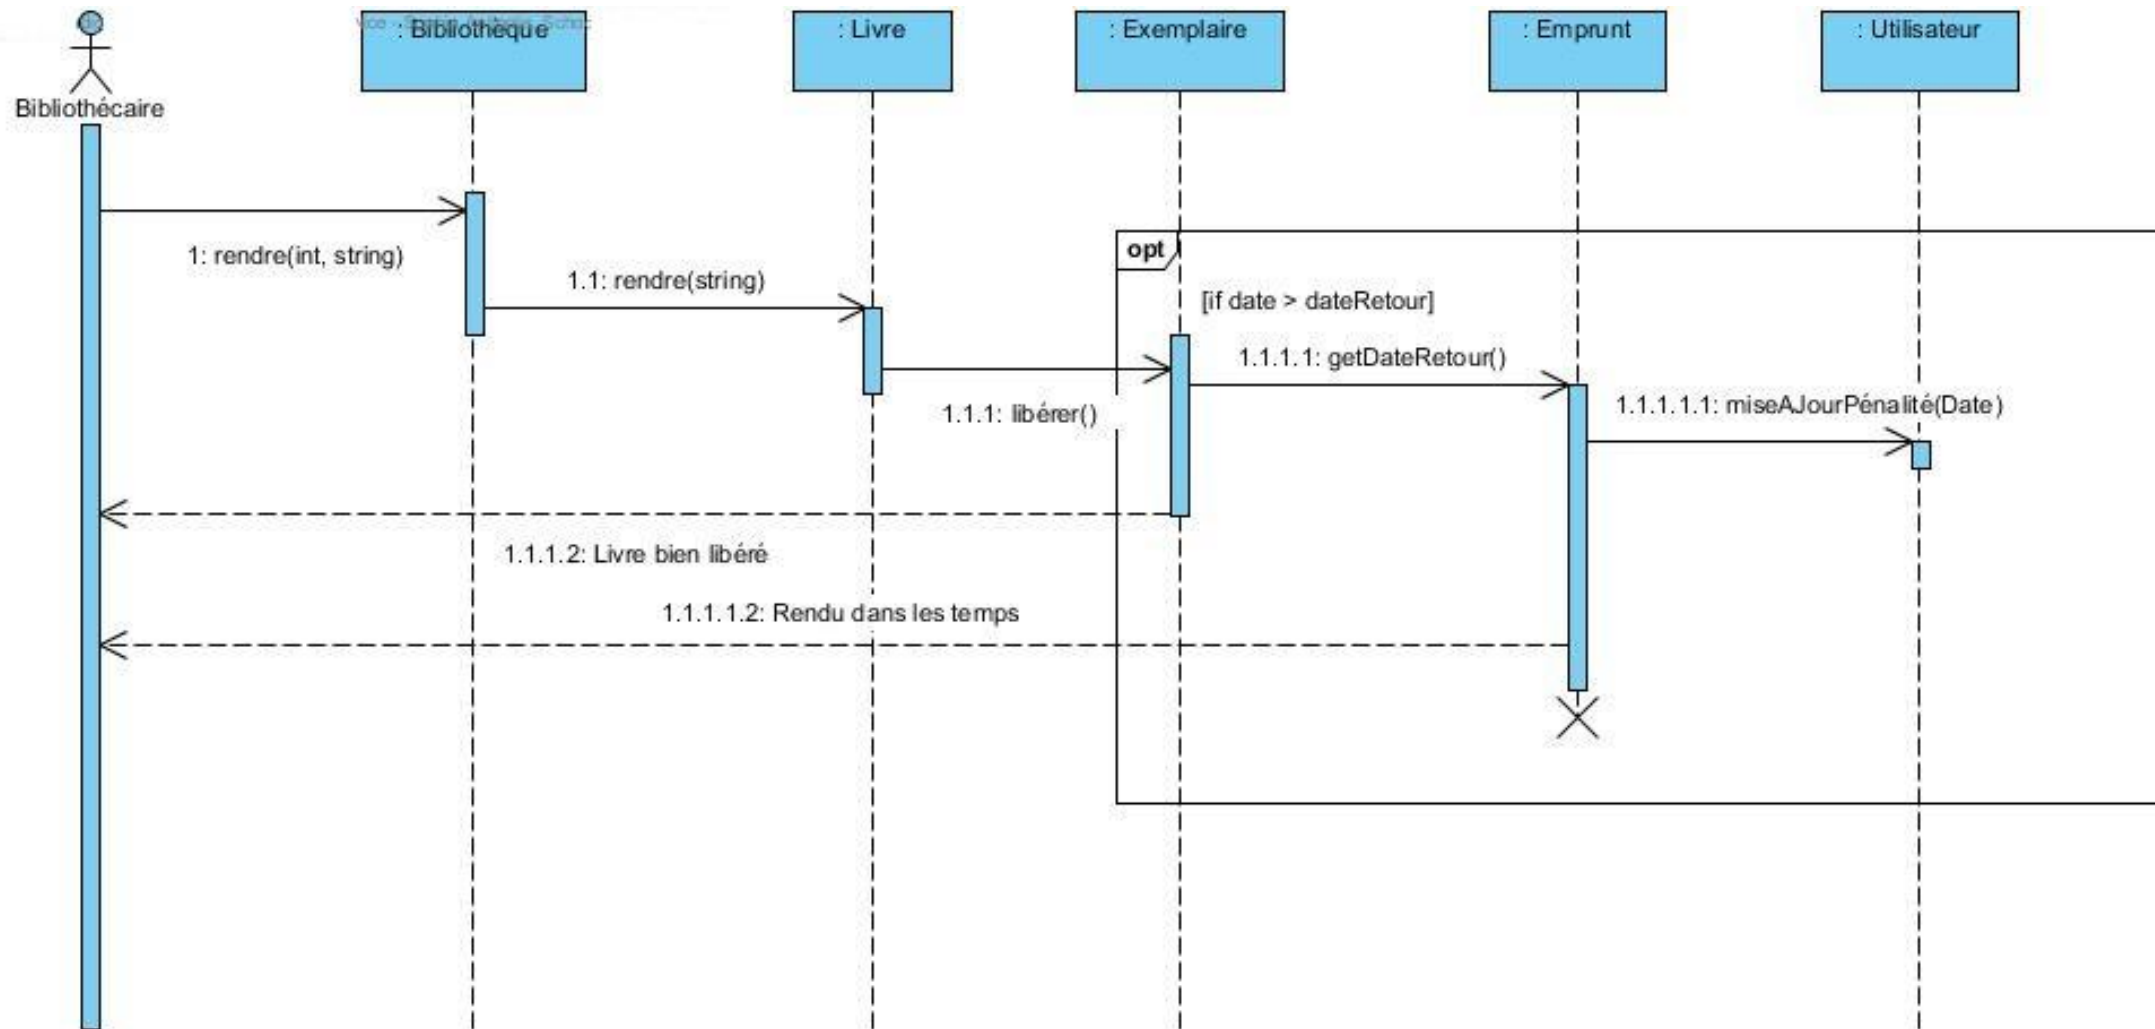 : Bibliothèque
: Livre
: Exemplaire
: Emprunt
: Utilisateur
Bibliothécaire
1: rendre(int, string)
1.1: rendre(string)
opt
[if date > dateRetour]
1.1.1.1: getDateRetour()
1.1.1: libérer()
1.1.1.1.1: miseAJourPénalité(Date)
1.1.1.2: Livre bien libéré
1.1.1.1.2: Rendu dans les temps